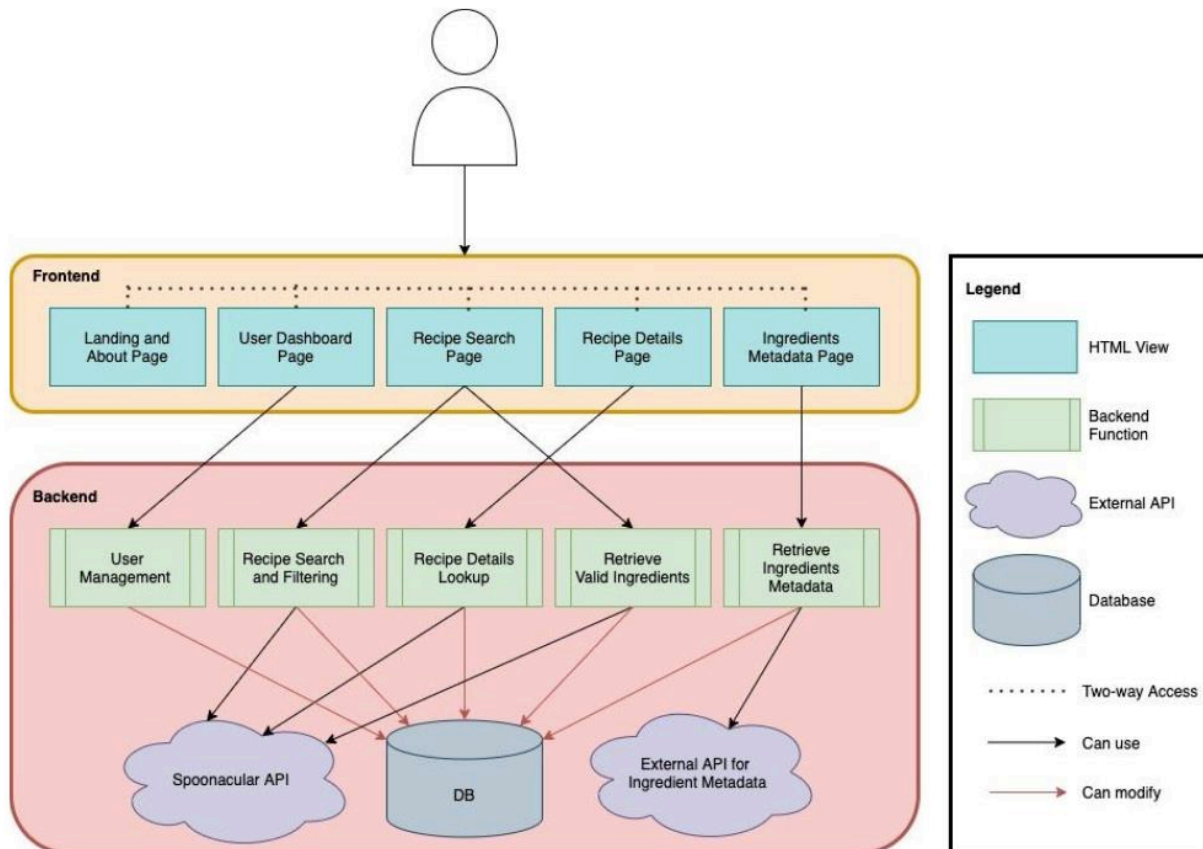 Frontend
Landing and
About Page
User Dashboard
Page
Recipe Search
Page
Recipe Details
Page
Ingredients
Metadata Page
Backend
User
Management
Recipe Search
and Filtering
Recipe Details
Lookup
Retrieve
Valid Ingredients
Retrieve
Ingredients
Metadata
Spoonacular API
DB
External API for
Ingredient Metadata
Legend
HTML View
Backend
Function
External API
Database
Two-way Access
Can use
Can modify